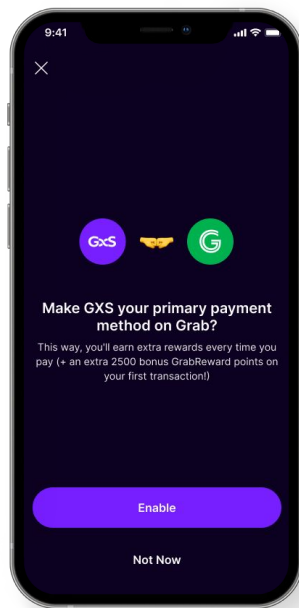 9:41
GXS
G
Make GXS your primary payment
method on Grab?
This way, you'll earn extra rewards every time you
pay (+ an extra 2500 bonus GrabReward points on
your first transaction!)
Enable
Not Now